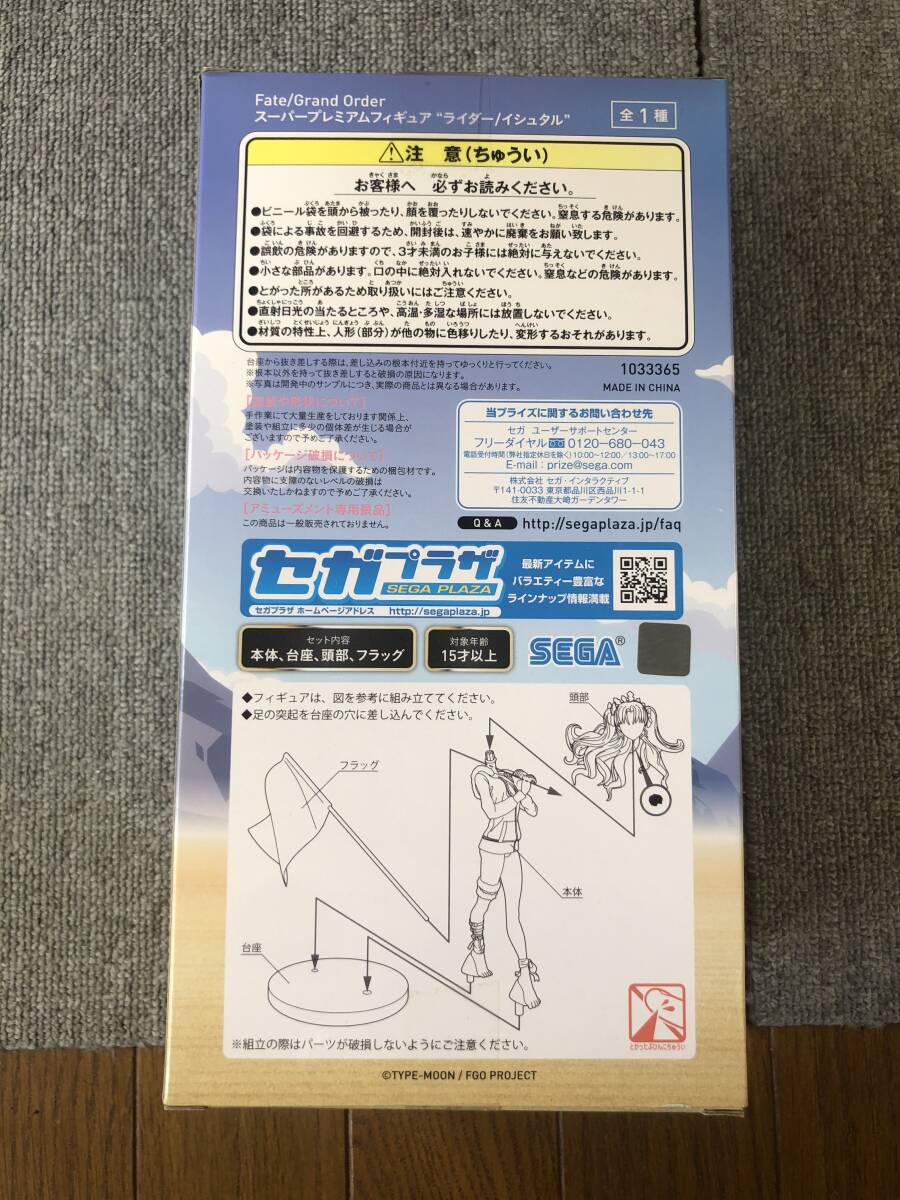 Fate/Grand Order
スーパープレミアムフィギュア “ライダー/イシュタル”
全1種
⚠注 意(ちゅうい)
お客様へ 必ずお読みください。
●ビニール袋を頭から被ったり、顔を覆ったりしないでください。窒息する危険があります。
●袋による事故を回避するため、開封後は、速やかに廃棄をお願い致します。
●誤飲の危険がありますので、3才未満のお子様には絶対に与えないでください。
●小さな部品があります。口の中に絶対入れないでください。窒息などの危険があります。
●とがった所があるため取り扱いにはご注意ください。
●直射日光の当たるところや、高温・多湿な場所には放置しないでください。
●材質の特性上、人形(部分)が他の物に色移りしたり、変形するおそれがあります。
台座から抜き差しする際は、差し込みの根本付近を持ってゆっくりと行ってください。
※根本以外を持って抜き差しすると破損の原因になります。
※写真は開発中のサンプルにつき、実際の商品とは異なる場合があります。
1033365
MADE IN CHINA
[塗装や形状について]
手作業にて大量生産をしております関係上、
塗装や組立に多少の個体差が生じる場合が
ございますので予めご了承ください。
[パッケージ破損について]
パッケージは内容物を保護するための梱包材です。
内容物に支障のないレベルの破損は
交換いたしかねますので予めご了承ください。
[アミューズメント専用景品]
この商品は一般販売されておりません。
当プライズに関するお問い合わせ先
セガ ユーザーサポートセンター
フリーダイヤル 0120-680-043
電話受付時間(弊社指定休日を除く)10:00~12:00/13:00~17:00
E-mail : prize@sega.com
株式会社 セガ・インタラクティブ
〒141-0033 東京都品川区西品川1-1-1
住友不動産大崎ガーデンタワー
Q & A http://segaplaza.jp/faq
セガプラザ
SEGA PLAZA
セガプラザ ホームページアドレス http://segaplaza.jp
最新アイテムに
バラエティー豊富な
ラインナップ情報満載
セット内容
本体、台座、頭部、フラッグ
対象年齢
15才以上
SEGA®
◆フィギュアは、図を参考に組み立ててください。
◆足の突起を台座の穴に差し込んでください。
頭部
フラッグ
本体
台座
とがったぶひんにちゅうい
※組立の際はパーツが破損しないようにご注意ください。
©TYPE-MOON / FGO PROJECT